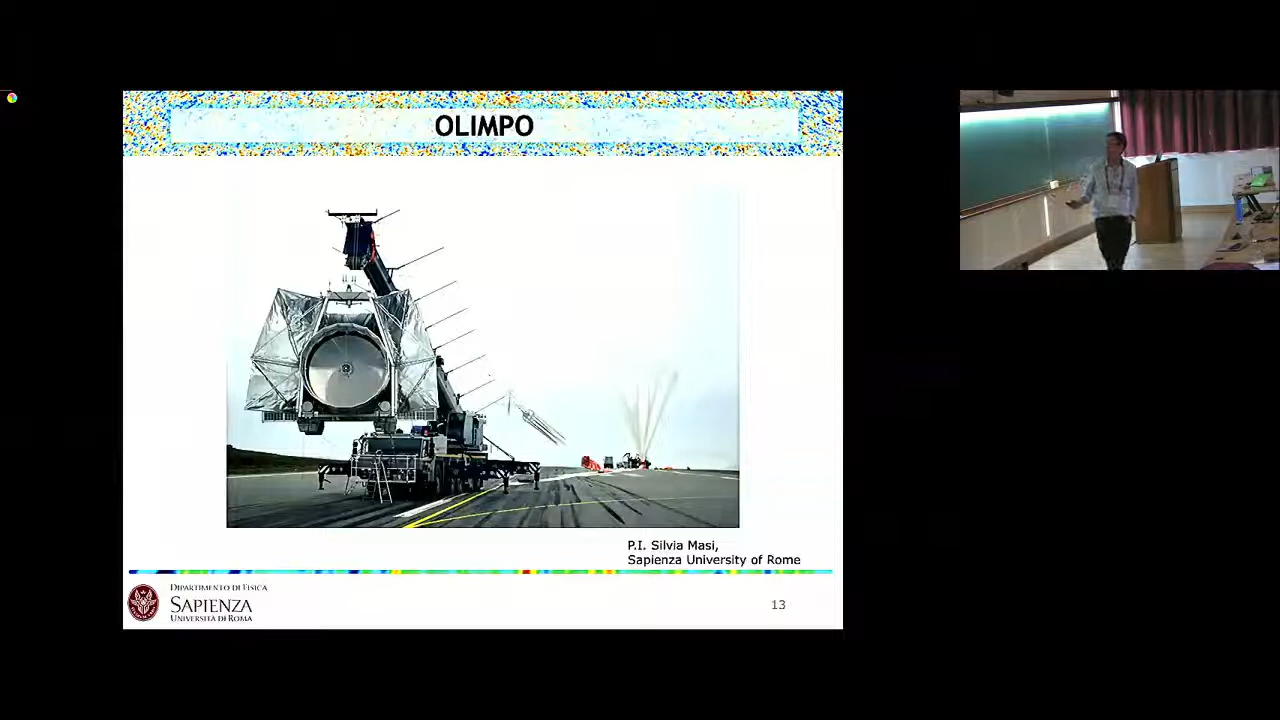 OLIMPO
P.I. Silvia Masi,
Sapienza University of Rome
DIPARTIMENTO DI FISICA
SAPIENZA
UNIVERSITÀ DI ROMA
13